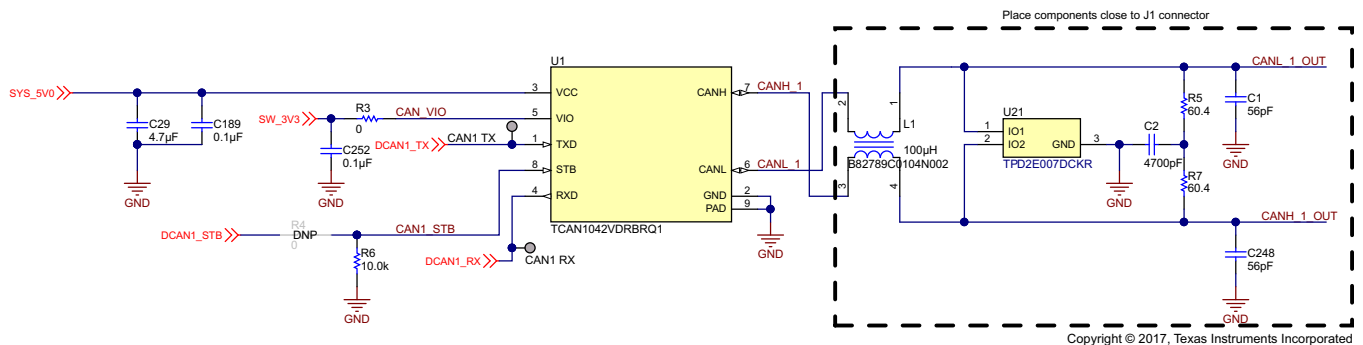 Place components close to J1 connector
U1
SYS_5V0
3 VCC
CANH 7
CANH_1
CANL_1_OUT
C29
4.7µF
C189
0.1µF
SW_3V3
R3
0
CAN_VIO
5 VIO
DCAN1_TX
CAN1 TX
1 TXD
C252
0.1µF
8 STB
CANL 6
CANL_1
4 RXD
GND 2
PAD 9
TCAN1042VDRBRQ1
GND
GND
GND
2
1
L1
100µH
B82789C0104N002
3
4
U21
1 IO1
2 IO2
GND 3
TPD2E007DCKR
C2
4700pF
GND
R5
60.4
R7
60.4
C1
56pF
GND
CANH_1_OUT
C248
56pF
GND
DCAN1_STB
R4
DNP
0
CAN1_STB
R6
10.0k
GND
DCAN1_RX
CAN1 RX
Copyright © 2017, Texas Instruments Incorporated